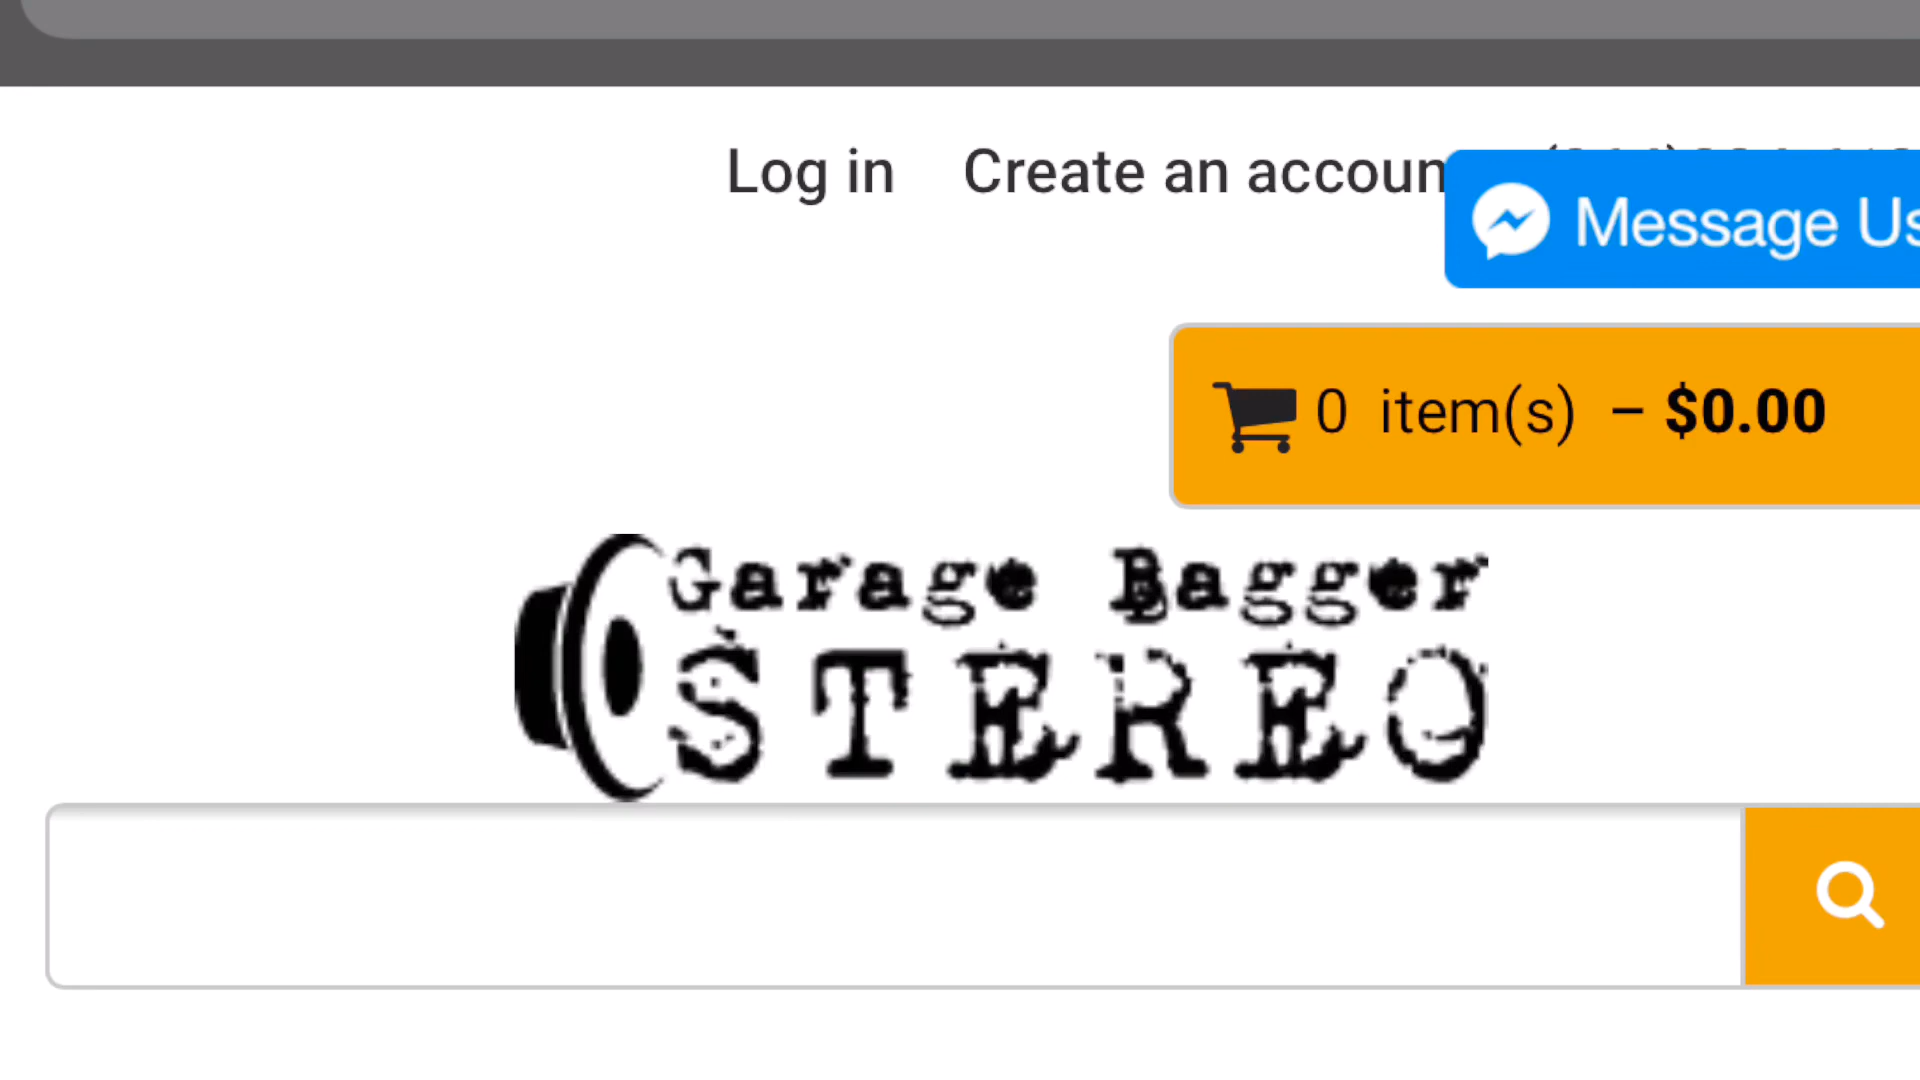 Log in Create an accoun
Message Us
0 item(s) – $0.00
Garage Bagger
STEREO